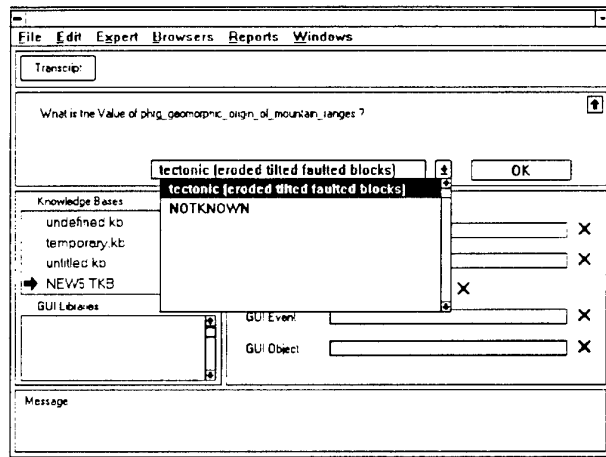 File Edit Expert Browsers Reports Windows
Transcript
What is the Value of phrg_geomorphic_origin_of_mountain_ranges ?
tectonic (eroded tilted faulted blocks)
OK
tectonic (eroded tilted faulted blocks)
NOTKNOWN
Knowledge Bases
undefined.kb
temporary.kb
untitled.kb
NEWS.TKB
GUI Libraries
GUI Event
GUI Object
Message